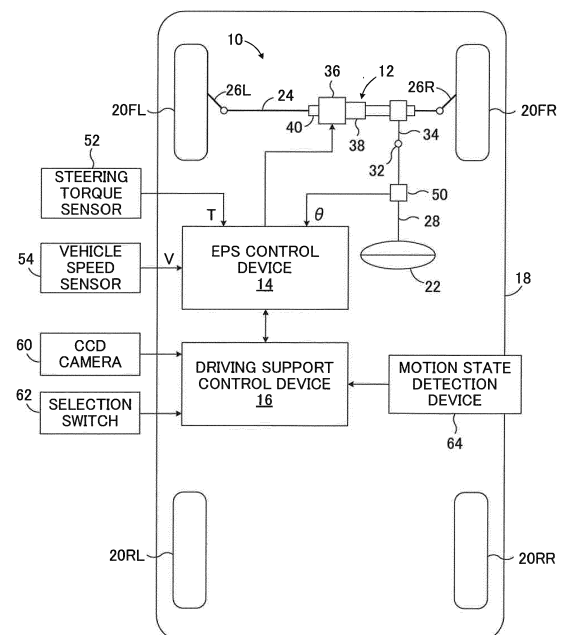 10
36
12
26L
24
26R
20FL
40
38
34
20FR
32
52
STEERING
TORQUE
SENSOR
50
T
θ
28
54
VEHICLE
SPEED
SENSOR
V
EPS CONTROL
DEVICE
14
22
18
60
CCD
CAMERA
DRIVING SUPPORT
CONTROL DEVICE
16
MOTION STATE
DETECTION
DEVICE
62
SELECTION
SWITCH
64
20RL
20RR